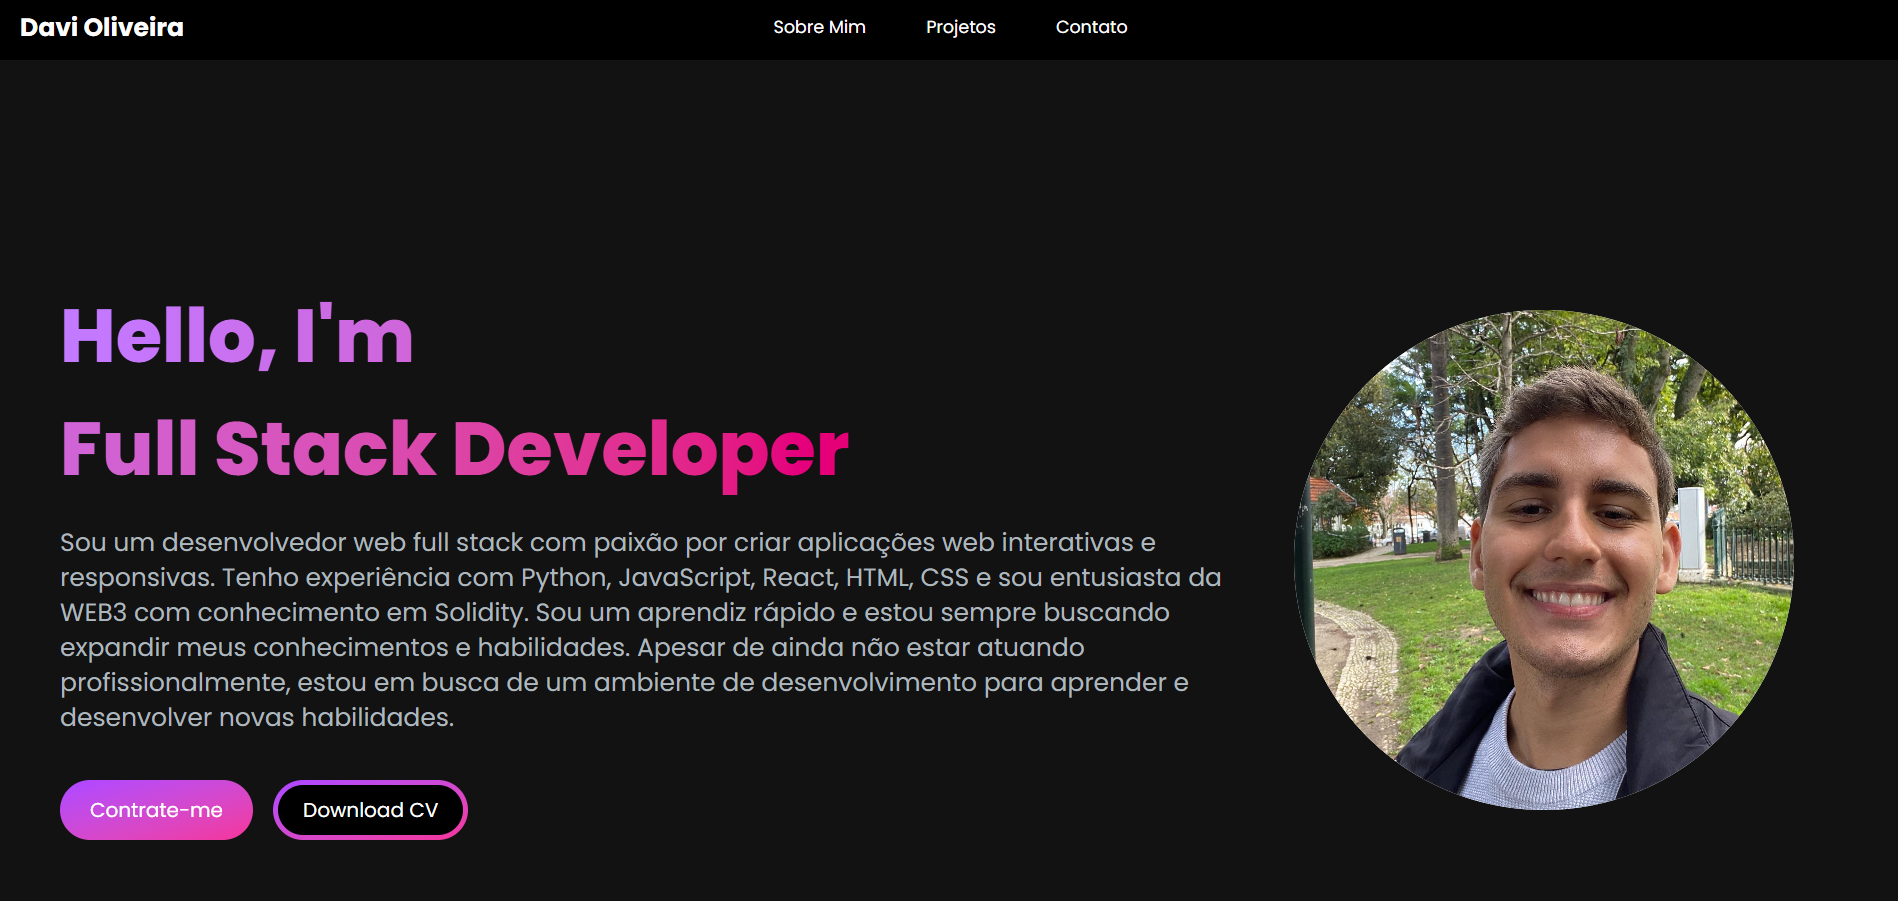 Davi Oliveira
Sobre Mim
Projetos
Contato
Hello, I'm
Full Stack Developer
Sou um desenvolvedor web full stack com paixão por criar aplicações web interativas e
responsivas. Tenho experiência com Python, JavaScript, React, HTML, CSS e sou entusiasta da
WEB3 com conhecimento em Solidity. Sou um aprendiz rápido e estou sempre buscando
expandir meus conhecimentos e habilidades. Apesar de ainda não estar atuando
profissionalmente, estou em busca de um ambiente de desenvolvimento para aprender e
desenvolver novas habilidades.
Contrate-me
Download CV